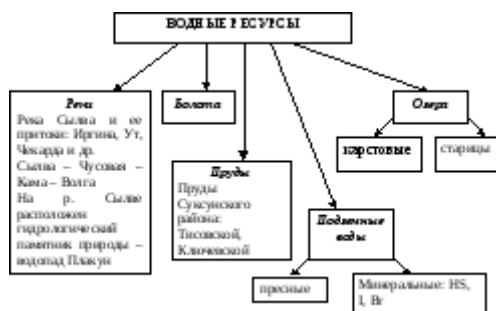 ВОДНЫЕ РЕСУРСЫ
Реки
Река Сылва и ее
притоки: Иргина, Ут,
Чекарда и др.
Сылва – Чусовая –
Кама – Волга
На р. Сылве
расположен
гидрологический
памятник природы –
водопад Плакун
Болота
Пруды
Пруды
Суксунского
района:
Тисовской,
Ключевской
Подземные
воды
пресные
Минеральные: HS,
I, Br
Озера
карстовые
старицы